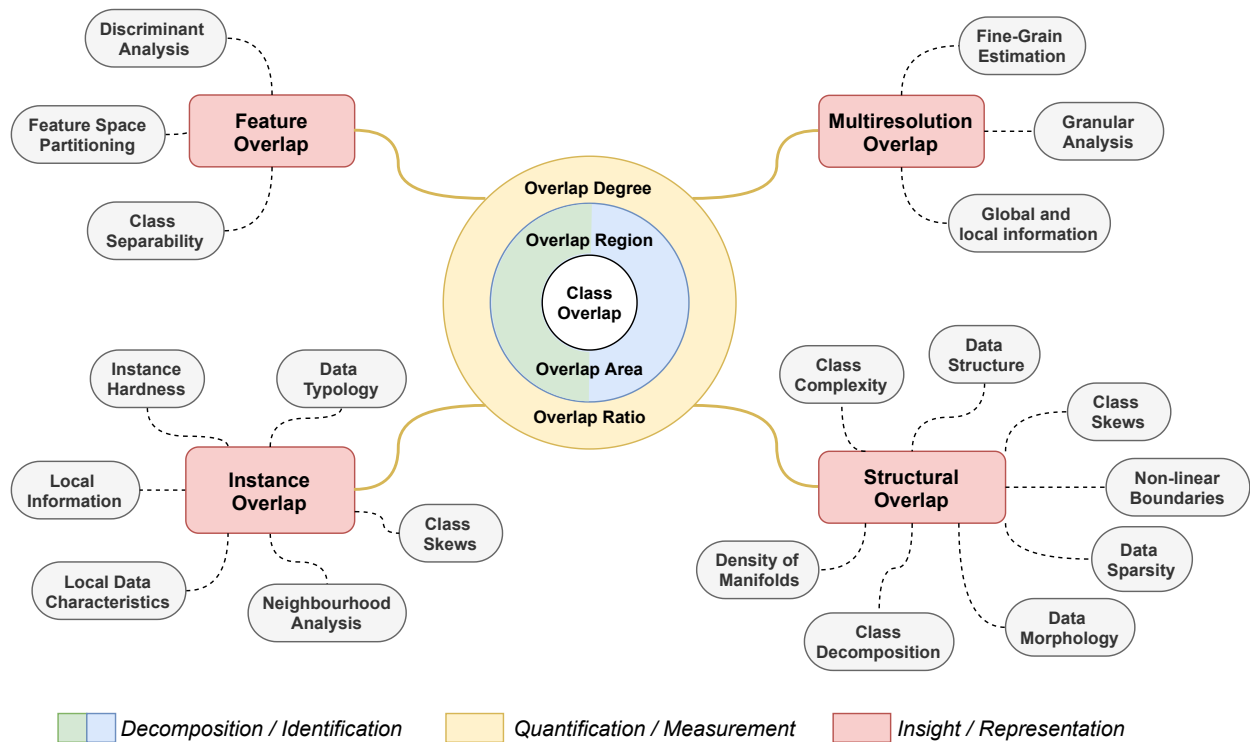 Discriminant
Analysis
Feature Space
Partitioning
Feature
Overlap
Class
Separability
Fine-Grain
Estimation
Multiresolution
Overlap
Granular
Analysis
Global and
local information
Overlap Degree
Overlap Region
Class
Overlap
Overlap Area
Overlap Ratio
Instance
Hardness
Data
Typology
Local
Information
Instance
Overlap
Class
Skews
Local Data
Characteristics
Neighbourhood
Analysis
Class
Complexity
Data
Structure
Class
Skews
Structural
Overlap
Non-linear
Boundaries
Density of
Manifolds
Data
Sparsity
Class
Decomposition
Data
Morphology
Decomposition / Identification
Quantification / Measurement
Insight / Representation